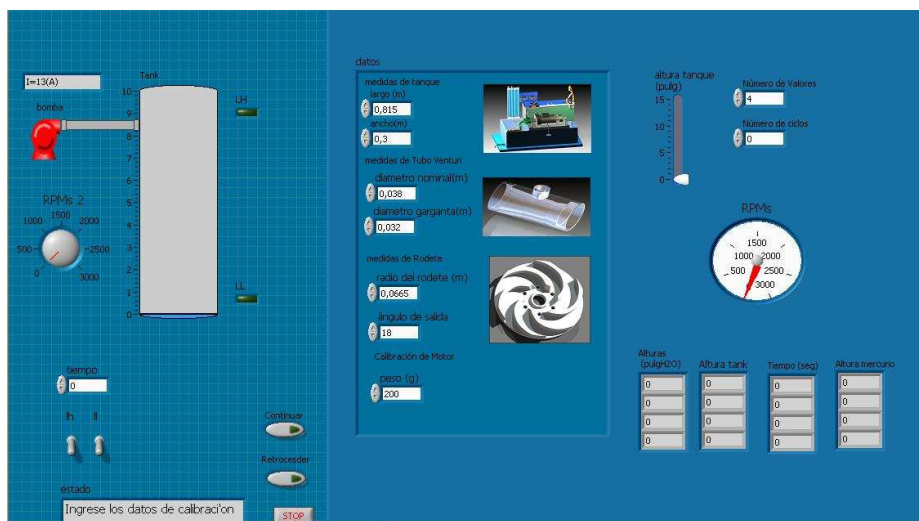 I=13(A)
Tank
bomba
10
9
8
7
6
5
4
3
2
1
0
LH
LL
RPMs 2
0
500
1000
1500
2000
2500
3000
tiempo
0
lh
ll
Continuar
Retroceder
estado
Ingrese los datos de calibraci'on
STOP
datos
medidas de tanque
largo (m)
0,815
ancho(m)
0,3
medidas de Tubo Venturi
diametro nominal(m)
0,038
diametro garganta(m)
0,032
medidas de Rodete
radio del rodete (m)
0,0665
ángulo de salida
18
Calibración de Motor
peso (g)
200
altura tanque
(pulg)
15
10
5
0
Número de Valores
4
Número de ciclos
0
RPMs
0
500
1000
1500
2000
2500
3000
Alturas
(pulgH2O)
0
0
0
0
Altura tank
0
0
0
0
Tiempo (seg)
0
0
0
0
Altura mercurio
0
0
0
0